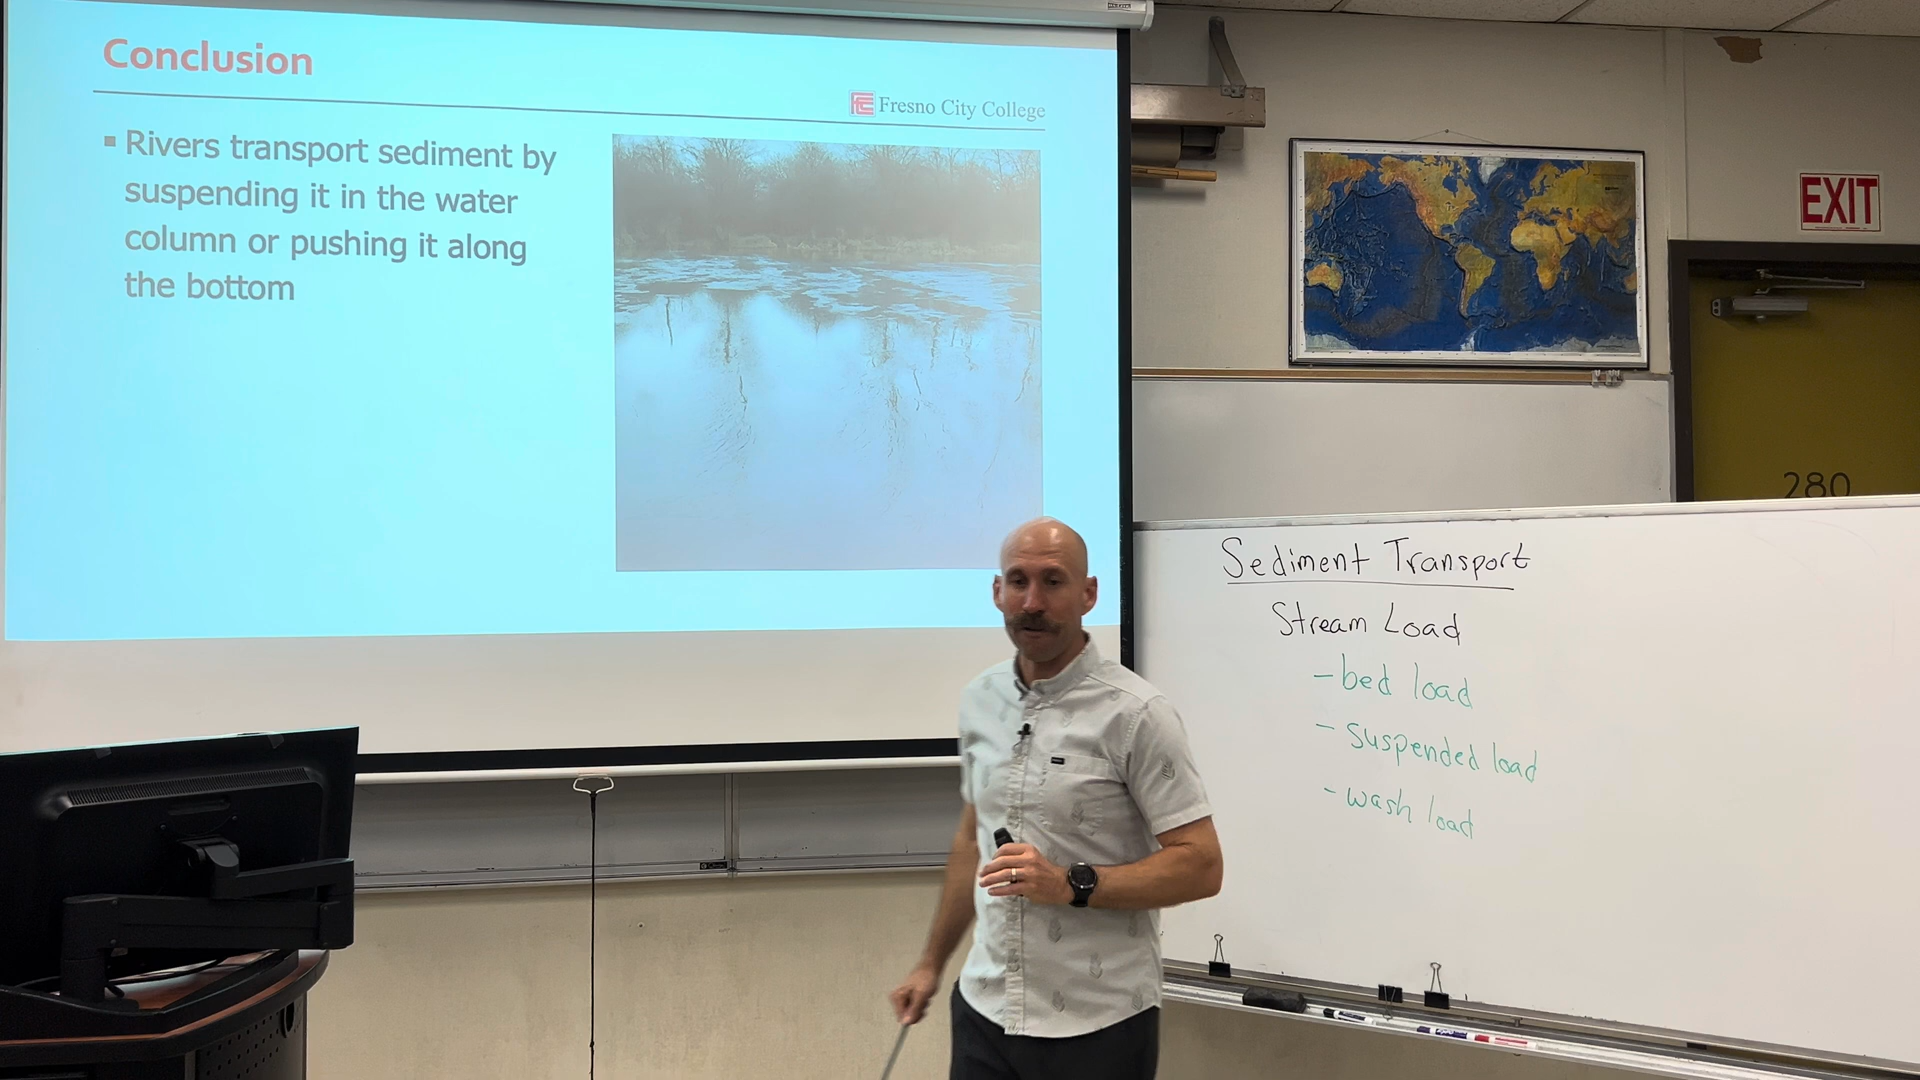 Conclusion
Fresno City College
▪ Rivers transport sediment by
suspending it in the water
column or pushing it along
the bottom
EXIT
280
Sediment Transport
Stream Load
- bed load
- suspended load
- wash load